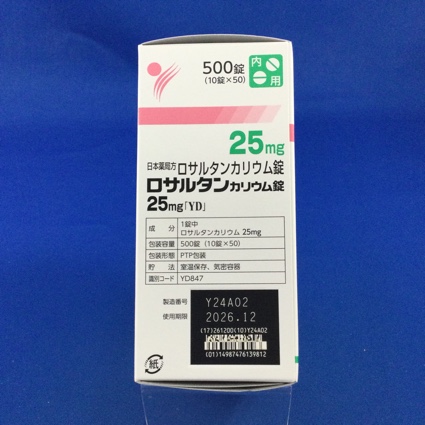 500錠
(10錠×50)
内
用
25mg
日本薬局方 ロサルタンカリウム錠
ロサルタンカリウム錠
25mg「YD」
成分 1錠中
ロサルタンカリウム 25mg
包装容量 500錠(10錠×50)
包装形態 PTP包装
貯法 室温保存、気密容器
識別コード YD847
製造番号 Y24A02
使用期限 2026.12
(17)261200(10)Y24A02
(01)14987476139812
紙